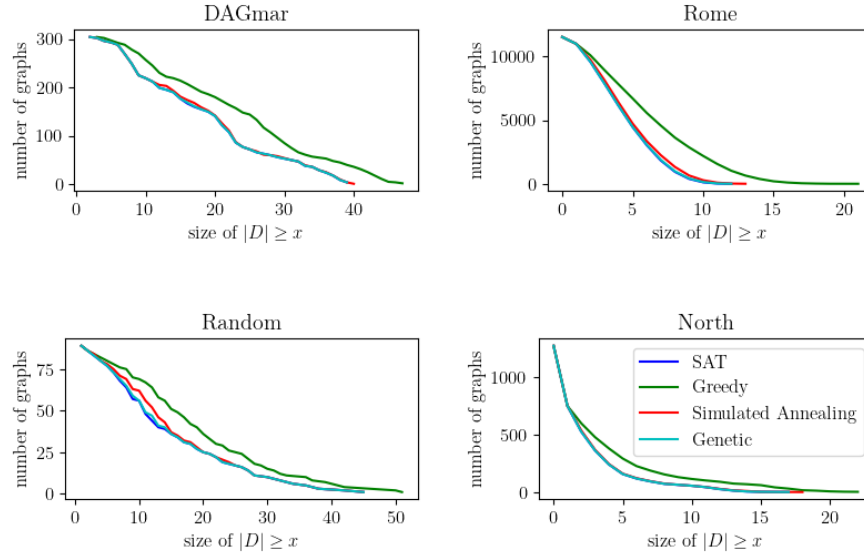 DAGmar
300
200
100
0
number of graphs
0
10
20
30
40
size of |D| ≥ x
Rome
10000
5000
0
number of graphs
0
5
10
15
20
size of |D| ≥ x
Random
75
50
25
0
number of graphs
10
20
30
40
50
size of |D| ≥ x
North
1000
500
0
number of graphs
0
5
10
15
20
size of |D| ≥ x
SAT
Greedy
Simulated Annealing
Genetic